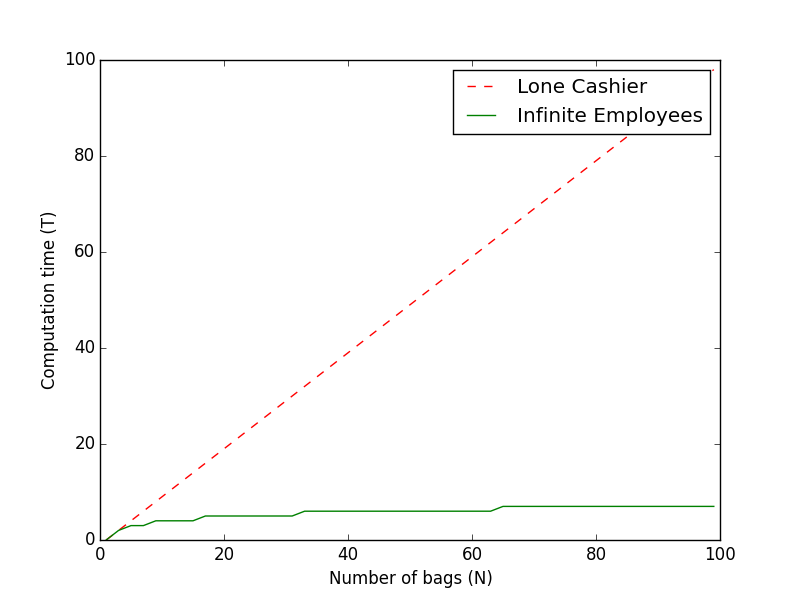 100
80
60
40
20
0
Computation time (T)
Lone Cashier
Infinite Employees
0 20 40 60 80 100
Number of bags (N)